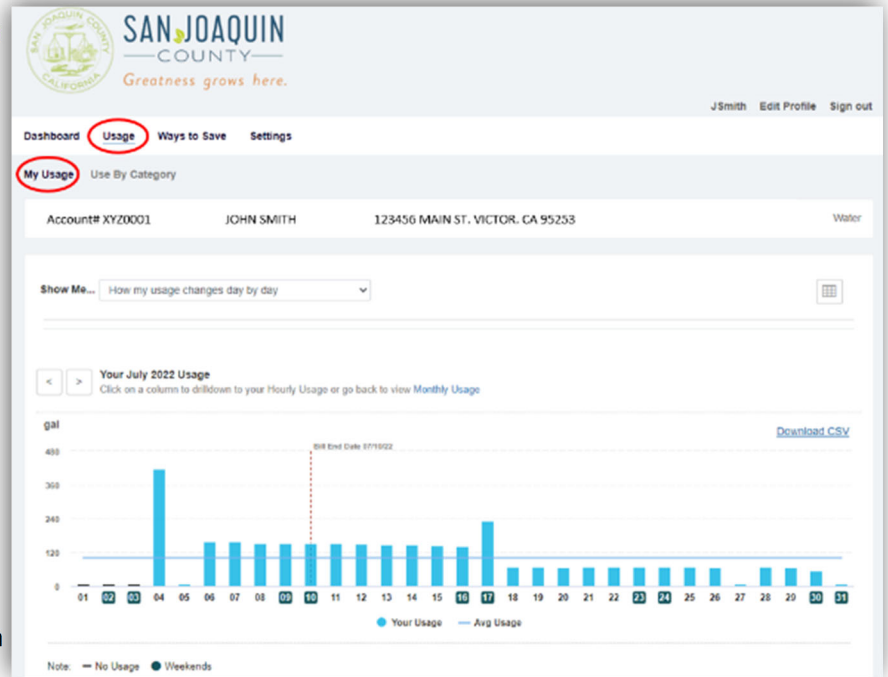 SAN JOAQUIN COUNTY
CALIFORNIA
SAN JOAQUIN
COUNTY
Greatness grows here.
JSmith Edit Profile Sign out
Dashboard Usage Ways to Save Settings
My Usage Use By Category
Account# XYZ0001 JOHN SMITH 123456 MAIN ST. VICTOR. CA 95253 Water
Show Me... How my usage changes day by day
< > Your July 2022 Usage
Click on a column to drilldown to your Hourly Usage or go back to view Monthly Usage
gal
Download CSV
Bill End Date 07/10/22
480
360
240
120
0
01 02 03 04 05 06 07 08 09 10 11 12 13 14 15 16 17 18 19 20 21 22 23 24 25 26 27 28 29 30 31
Your Usage Avg Usage
Note: No Usage Weekends